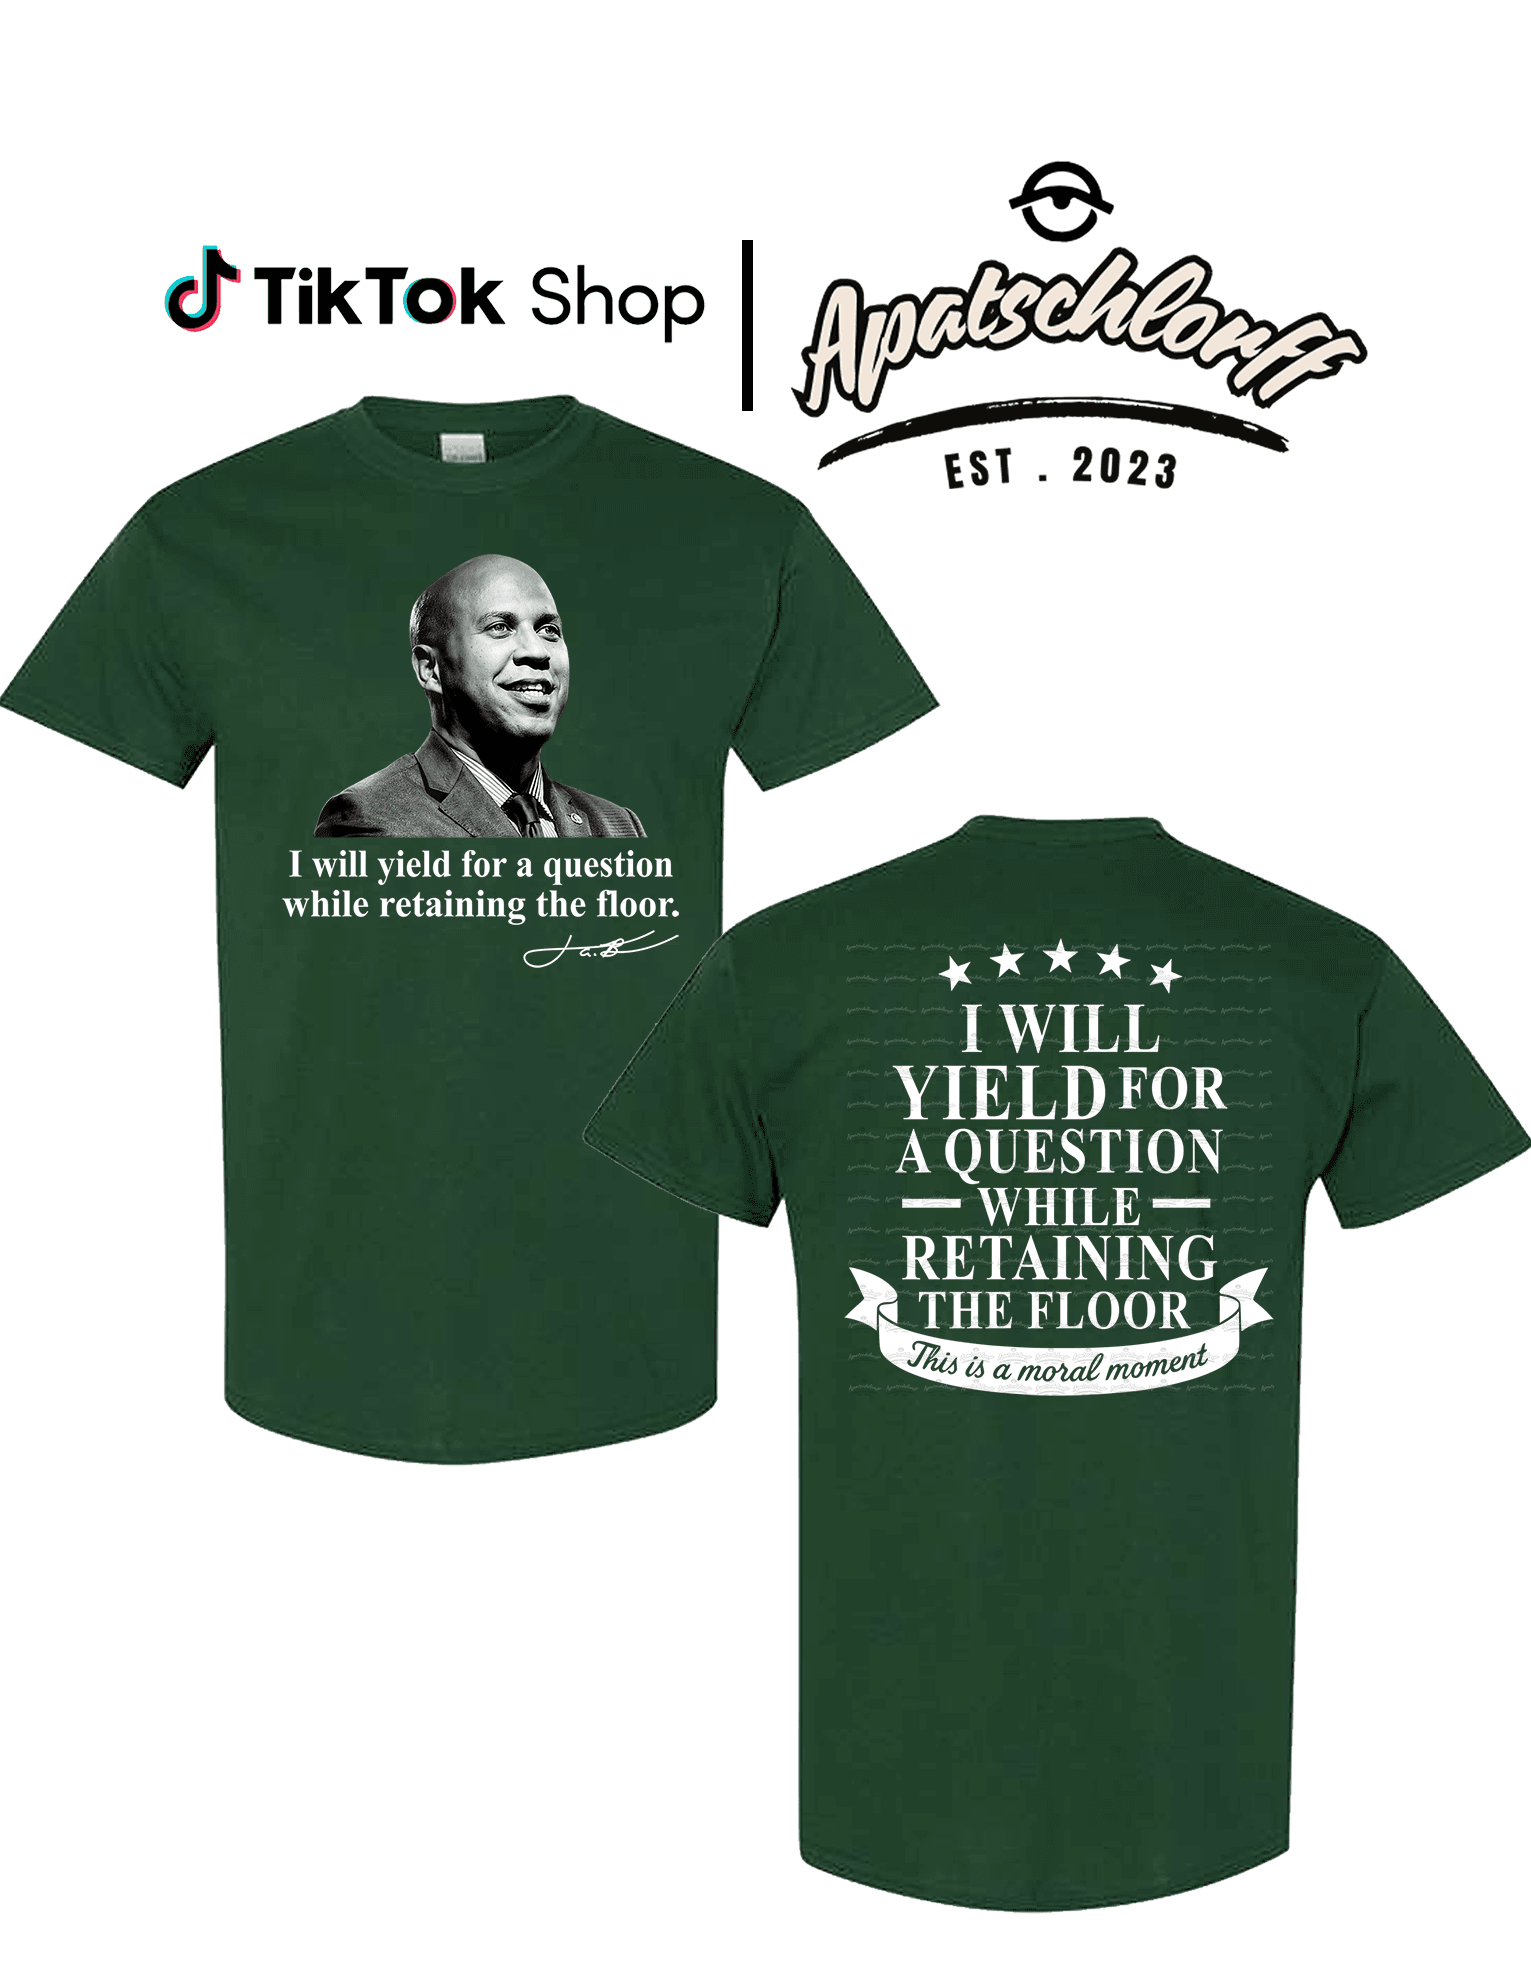 TikTok Shop
Apatschlorff
EST . 2023
I will yield for a question
while retaining the floor.
I WILL
YIELD FOR
A QUESTION
WHILE
RETAINING
THE FLOOR
This is a moral moment